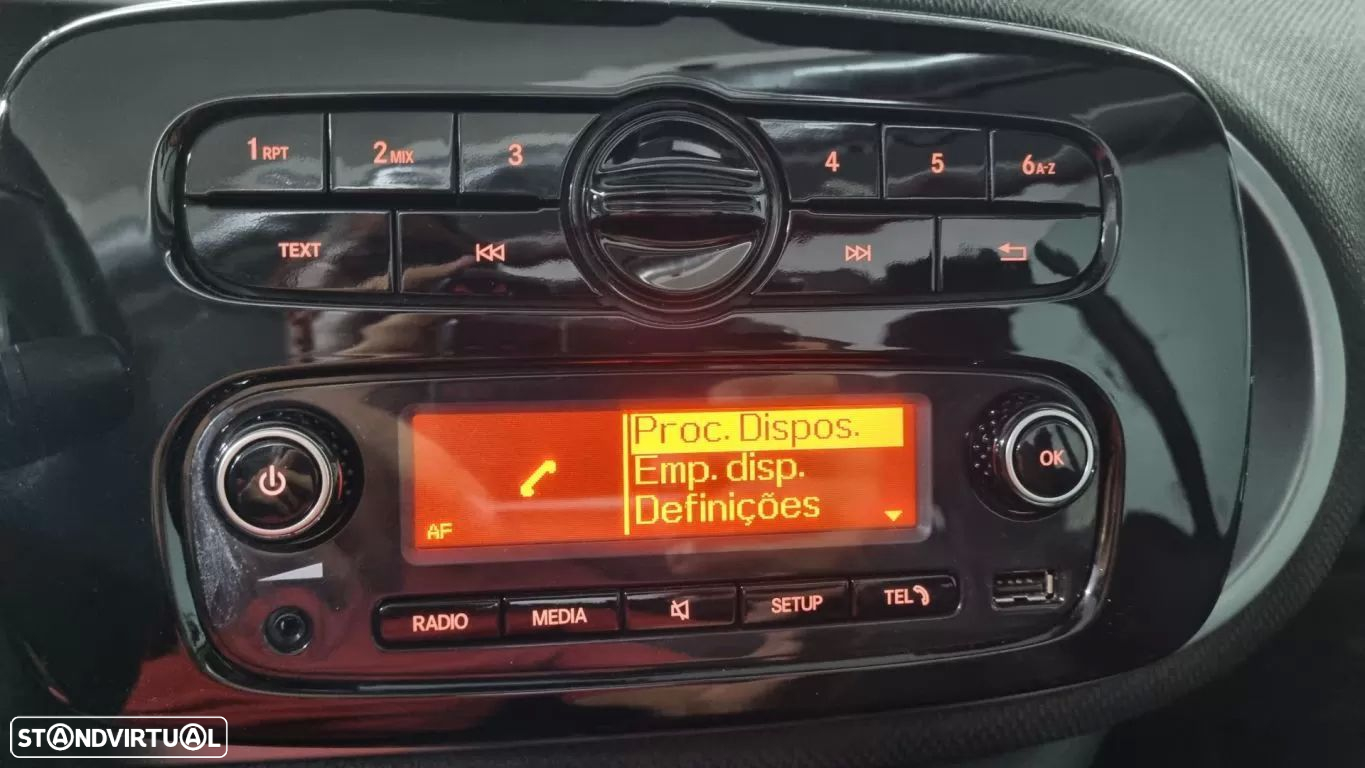 1 RPT 2 MIX 3 4 5 6 A-Z
TEXT
Proc. Dispos.
Emp. disp.
Definições
AF
OK
RADIO MEDIA SETUP TEL
STANDVIRTUAL